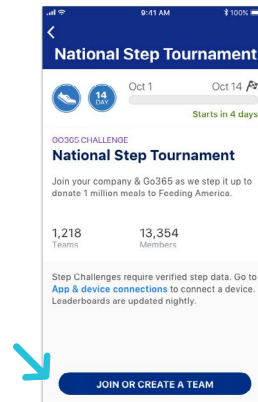 9:41 AM
100%
National Step Tournament
14
DAY
Oct 1
Oct 14
Starts in 4 days
GO365 CHALLENGE
National Step Tournament
Join your company & Go365 as we step it up to
donate 1 million meals to Feeding America.
1,218
13,354
Teams
Members
Step Challenges require verified step data. Go to
App & device connections to connect a device.
Leaderboards are updated nightly.
JOIN OR CREATE A TEAM